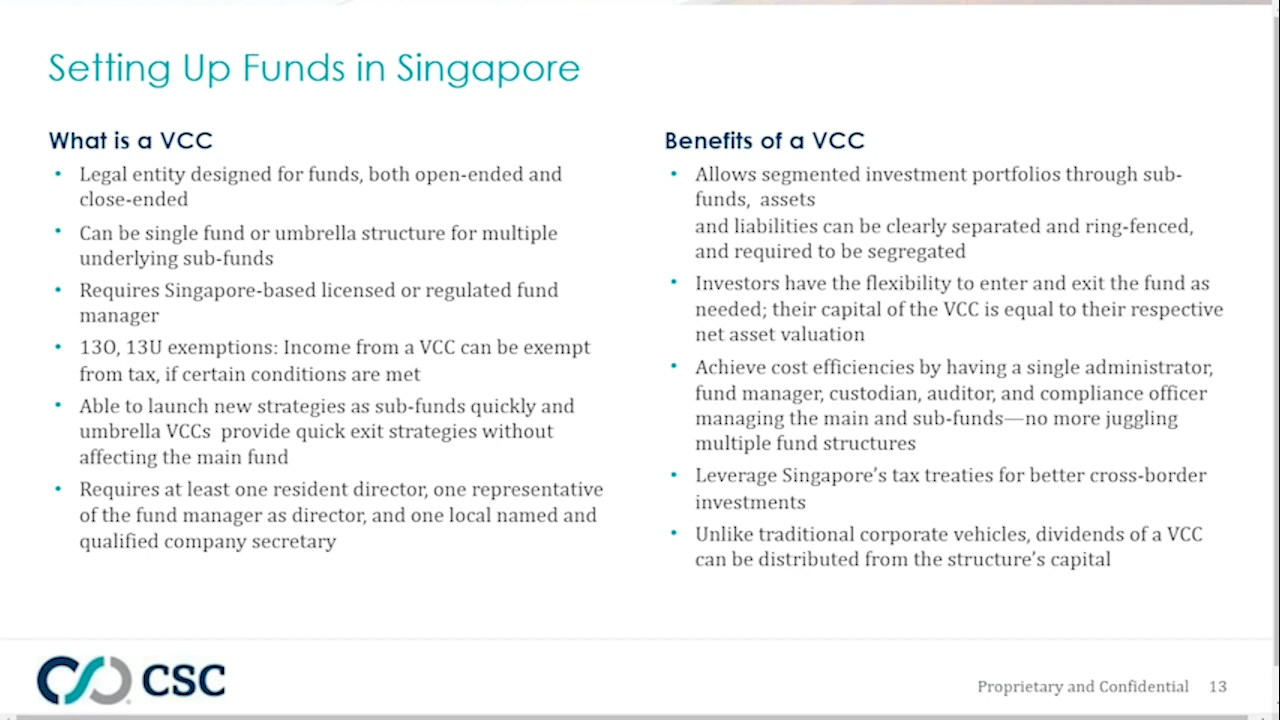 Setting Up Funds in Singapore
What is a VCC
• Legal entity designed for funds, both open-ended and
close-ended
• Can be single fund or umbrella structure for multiple
underlying sub-funds
• Requires Singapore-based licensed or regulated fund
manager
• 13O, 13U exemptions: Income from a VCC can be exempt
from tax, if certain conditions are met
• Able to launch new strategies as sub-funds quickly and
umbrella VCCs  provide quick exit strategies without
affecting the main fund
• Requires at least one resident director, one representative
of the fund manager as director, and one local named and
qualified company secretary
Benefits of a VCC
• Allows segmented investment portfolios through sub-
funds,  assets
and liabilities can be clearly separated and ring-fenced,
and required to be segregated
• Investors have the flexibility to enter and exit the fund as
needed; their capital of the VCC is equal to their respective
net asset valuation
• Achieve cost efficiencies by having a single administrator,
fund manager, custodian, auditor, and compliance officer
managing the main and sub-funds—no more juggling
multiple fund structures
• Leverage Singapore’s tax treaties for better cross-border
investments
• Unlike traditional corporate vehicles, dividends of a VCC
can be distributed from the structure’s capital
CSC
Proprietary and Confidential 13